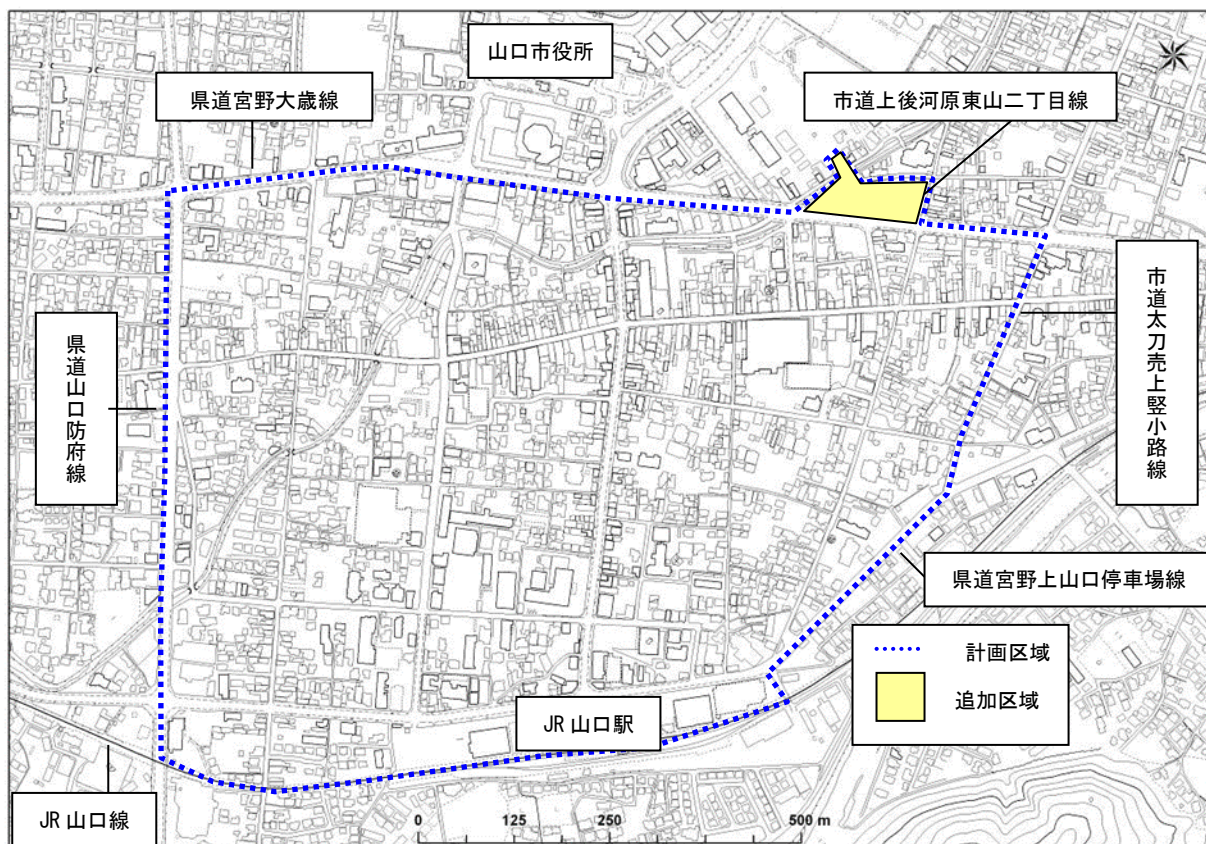 山口市役所
県道宮野大歳線
市道上後河原東山二丁目線
市道太刀売上竪小路線
県道山口防府線
県道宮野上山口停車場線
計画区域
追加区域
JR 山口駅
JR 山口線
0 125 250 500 m